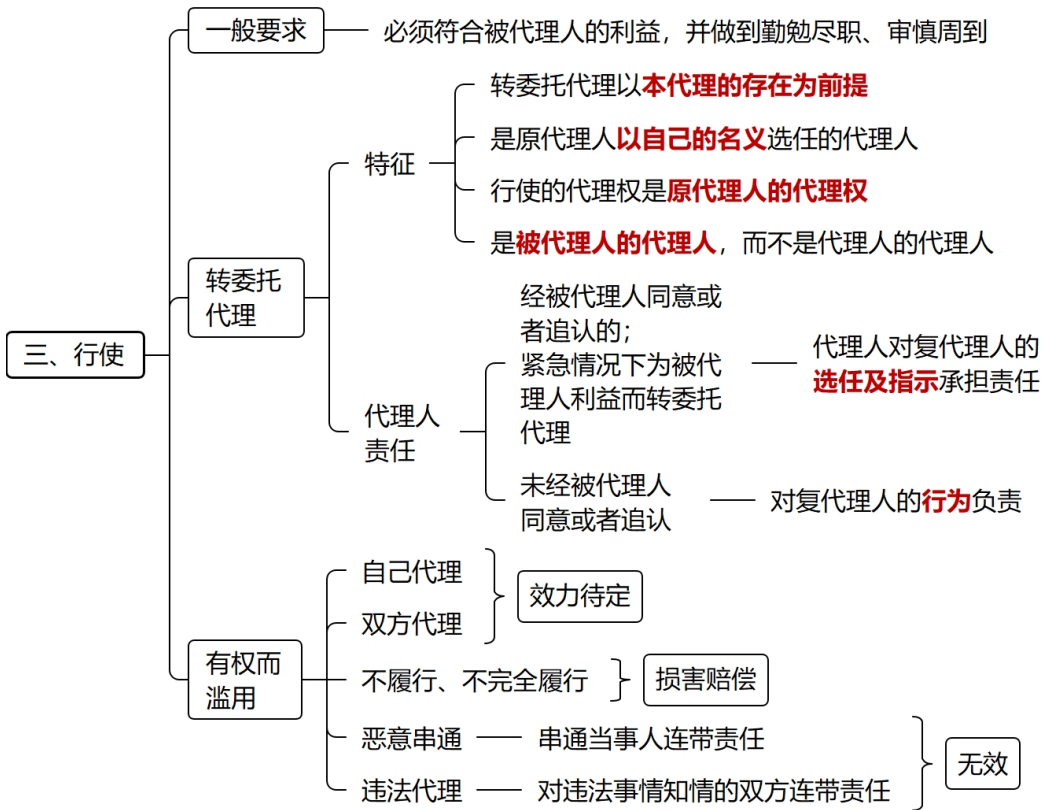 一般要求
必须符合被代理人的利益，并做到勤勉尽职、审慎周到
转委托代理以本代理的存在为前提
是原代理人以自己的名义选任的代理人
特征
行使的代理权是原代理人的代理权
是被代理人的代理人，而不是代理人的代理人
转委托
代理
三、行使
经被代理人同意或
者追认的；
紧急情况下为被代
理人利益而转委托
代理
代理人对复代理人的
选任及指示承担责任
代理人
责任
未经被代理人
同意或者追认
对复代理人的行为负责
自己代理
双方代理
效力待定
有权而
滥用
不履行、不完全履行
损害赔偿
恶意串通
串通当事人连带责任
违法代理
对违法事情知情的双方连带责任
无效